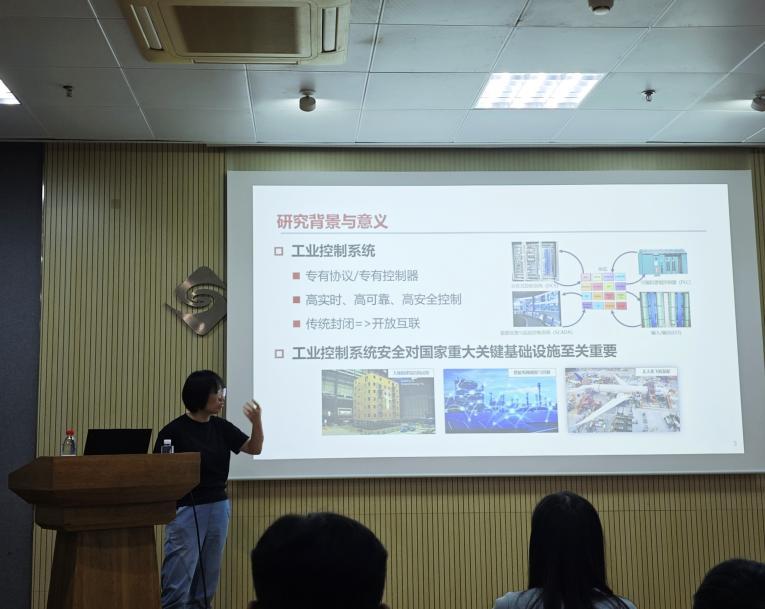 研究背景与意义
工业控制系统
专有协议/专有控制器
高实时、高可靠、高安全控制
传统封闭=>开放互联
工业控制系统安全对国家重大关键基础设施至关重要
3